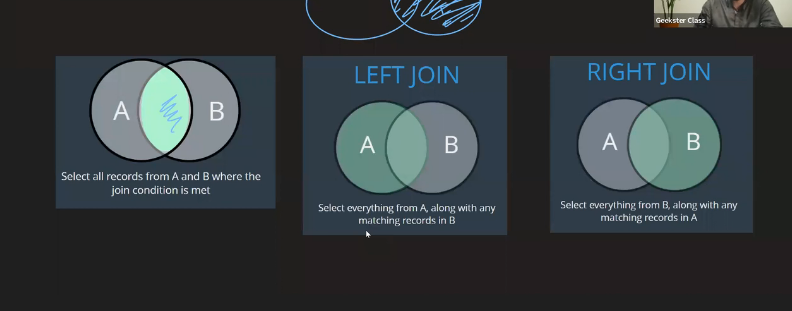 Geekster Class
A B
Select all records from A and B where the
join condition is met
LEFT JOIN
A B
Select everything from A, along with any
matching records in B
RIGHT JOIN
A B
Select everything from B, along with any
matching records in A